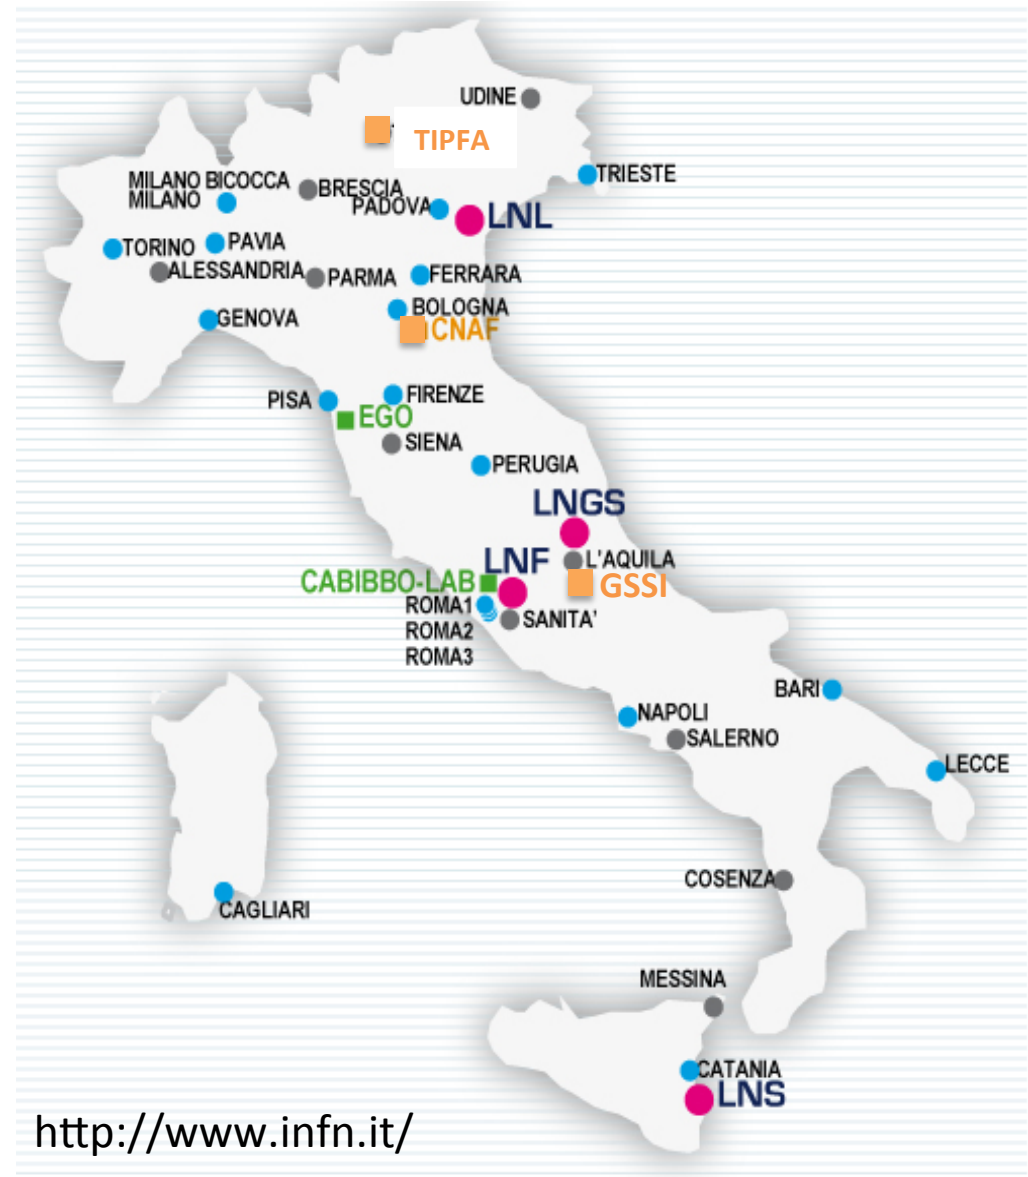 UDINE
TIPFA
TRIESTE
MILANO BICOCCA
MILANO
BRESCIA
PADOVA
LNL
TORINO
PAVIA
ALESSANDRIA
PARMA
FERRARA
BOLOGNA
GENOVA
CNAF
PISA
FIRENZE
EGO
SIENA
PERUGIA
LNGS
LNF
L'AQUILA
CABIBBO-LAB
GSSI
ROMA1
SANITA'
ROMA2
ROMA3
BARI
NAPOLI
SALERNO
LECCE
COSENZA
CAGLIARI
MESSINA
CATANIA
LNS
http://www.infn.it/